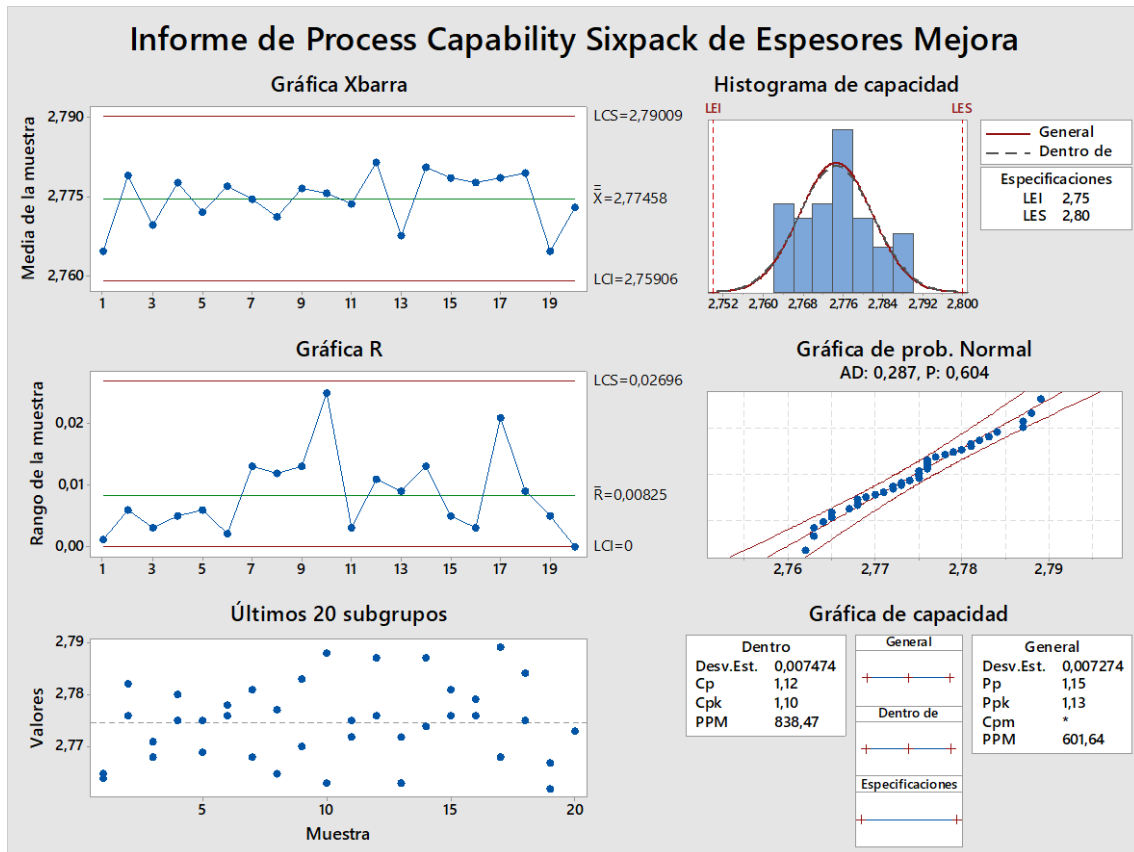 Informe de Process Capability Sixpack de Espesores Mejora
Gráfica Xbarra
Media de la muestra
2,790
2,775
2,760
1 3 5 7 9 11 13 15 17 19
LCS=2,79009
X=2,77458
LCI=2,75906
Histograma de capacidad
LEI LES
2,752 2,760 2,768 2,776 2,784 2,792 2,800
General
Dentro de
Especificaciones
LEI 2,75
LES 2,80
Gráfica R
Rango de la muestra
0,02
0,01
0,00
1 3 5 7 9 11 13 15 17 19
LCS=0,02696
R=0,00825
LCI=0
Gráfica de prob. Normal
AD: 0,287, P: 0,604
2,76 2,77 2,78 2,79
Últimos 20 subgrupos
Valores
2,79
2,78
2,77
5 10 15 20
Muestra
Gráfica de capacidad
Dentro
Desv.Est. 0,007474
Cp 1,12
Cpk 1,10
PPM 838,47
General
Dentro de
Especificaciones
General
Desv.Est. 0,007274
Pp 1,15
Ppk 1,13
Cpm *
PPM 601,64